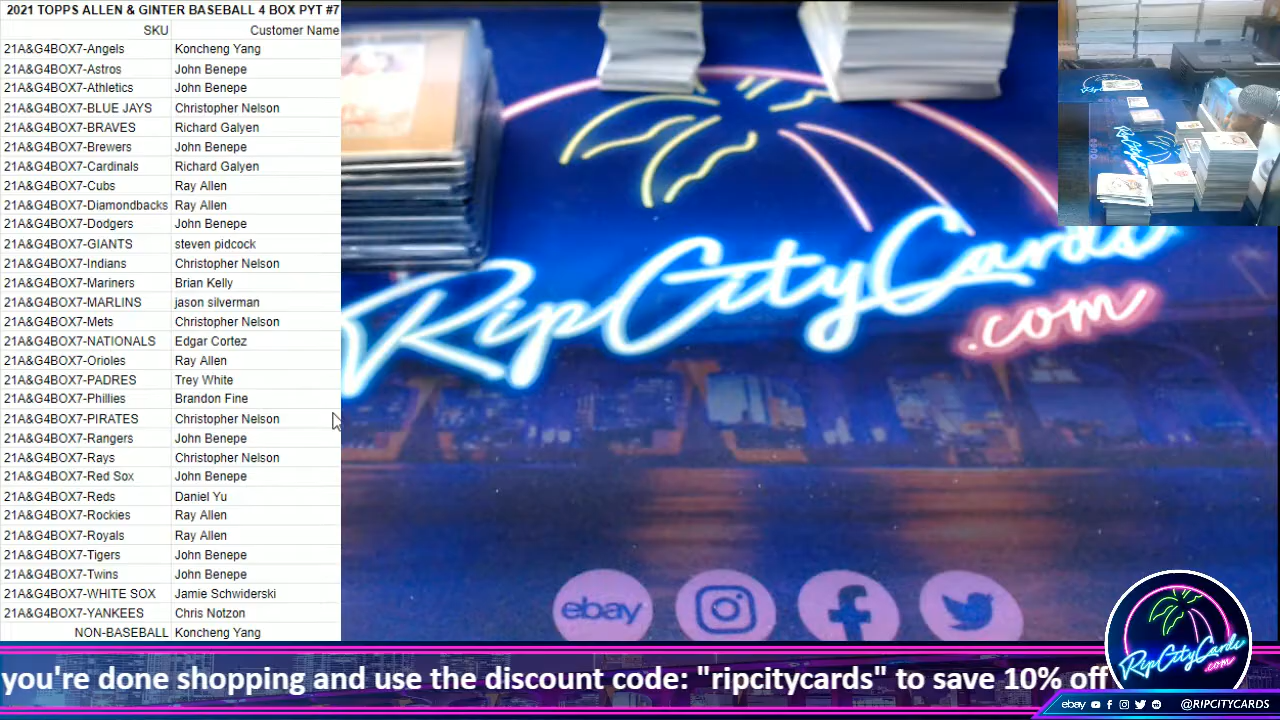 2021 TOPPS ALLEN & GINTER BASEBALL 4 BOX PYT #7
SKU Customer Name
21A&G4BOX7-Angels Koncheng Yang
21A&G4BOX7-Astros John Benepe
21A&G4BOX7-Athletics John Benepe
21A&G4BOX7-BLUE JAYS Christopher Nelson
21A&G4BOX7-BRAVES Richard Galyen
21A&G4BOX7-Brewers John Benepe
21A&G4BOX7-Cardinals Richard Galyen
21A&G4BOX7-Cubs Ray Allen
21A&G4BOX7-Diamondbacks Ray Allen
21A&G4BOX7-Dodgers John Benepe
21A&G4BOX7-GIANTS steven pidcock
21A&G4BOX7-Indians Christopher Nelson
21A&G4BOX7-Mariners Brian Kelly
21A&G4BOX7-MARLINS jason silverman
21A&G4BOX7-Mets Christopher Nelson
21A&G4BOX7-NATIONALS Edgar Cortez
21A&G4BOX7-Orioles Ray Allen
21A&G4BOX7-PADRES Trey White
21A&G4BOX7-Phillies Brandon Fine
21A&G4BOX7-PIRATES Christopher Nelson
21A&G4BOX7-Rangers John Benepe
21A&G4BOX7-Rays Christopher Nelson
21A&G4BOX7-Red Sox John Benepe
21A&G4BOX7-Reds Daniel Yu
21A&G4BOX7-Rockies Ray Allen
21A&G4BOX7-Royals Ray Allen
21A&G4BOX7-Tigers John Benepe
21A&G4BOX7-Twins John Benepe
21A&G4BOX7-WHITE SOX Jamie Schwiderski
21A&G4BOX7-YANKEES Chris Notzon
NON-BASEBALL Koncheng Yang
RipCityCards
.com
ebay
you're done shopping and use the discount code: "ripcitycards" to save 10% off
RipCityCards
.com
ebay @RIPCITYCARDS